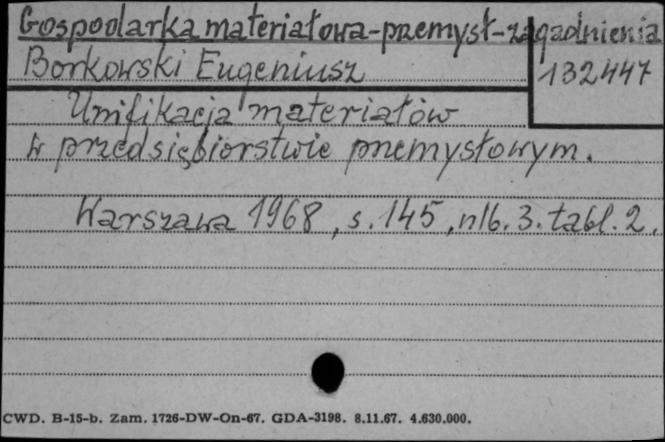 Gospodarka materiałowa-przemysł-zagadnienia
Borkowski Eugeniusz
132447
Unifikacja materiałów
w przedsiębiorstwie przemysłowym.
Warszawa 1968, s. 145, nlb. 3. tabl. 2.
CWD. B-15-b. Zam. 1726-DW-On-67. GDA-3198. 8.11.67. 4.630.000.